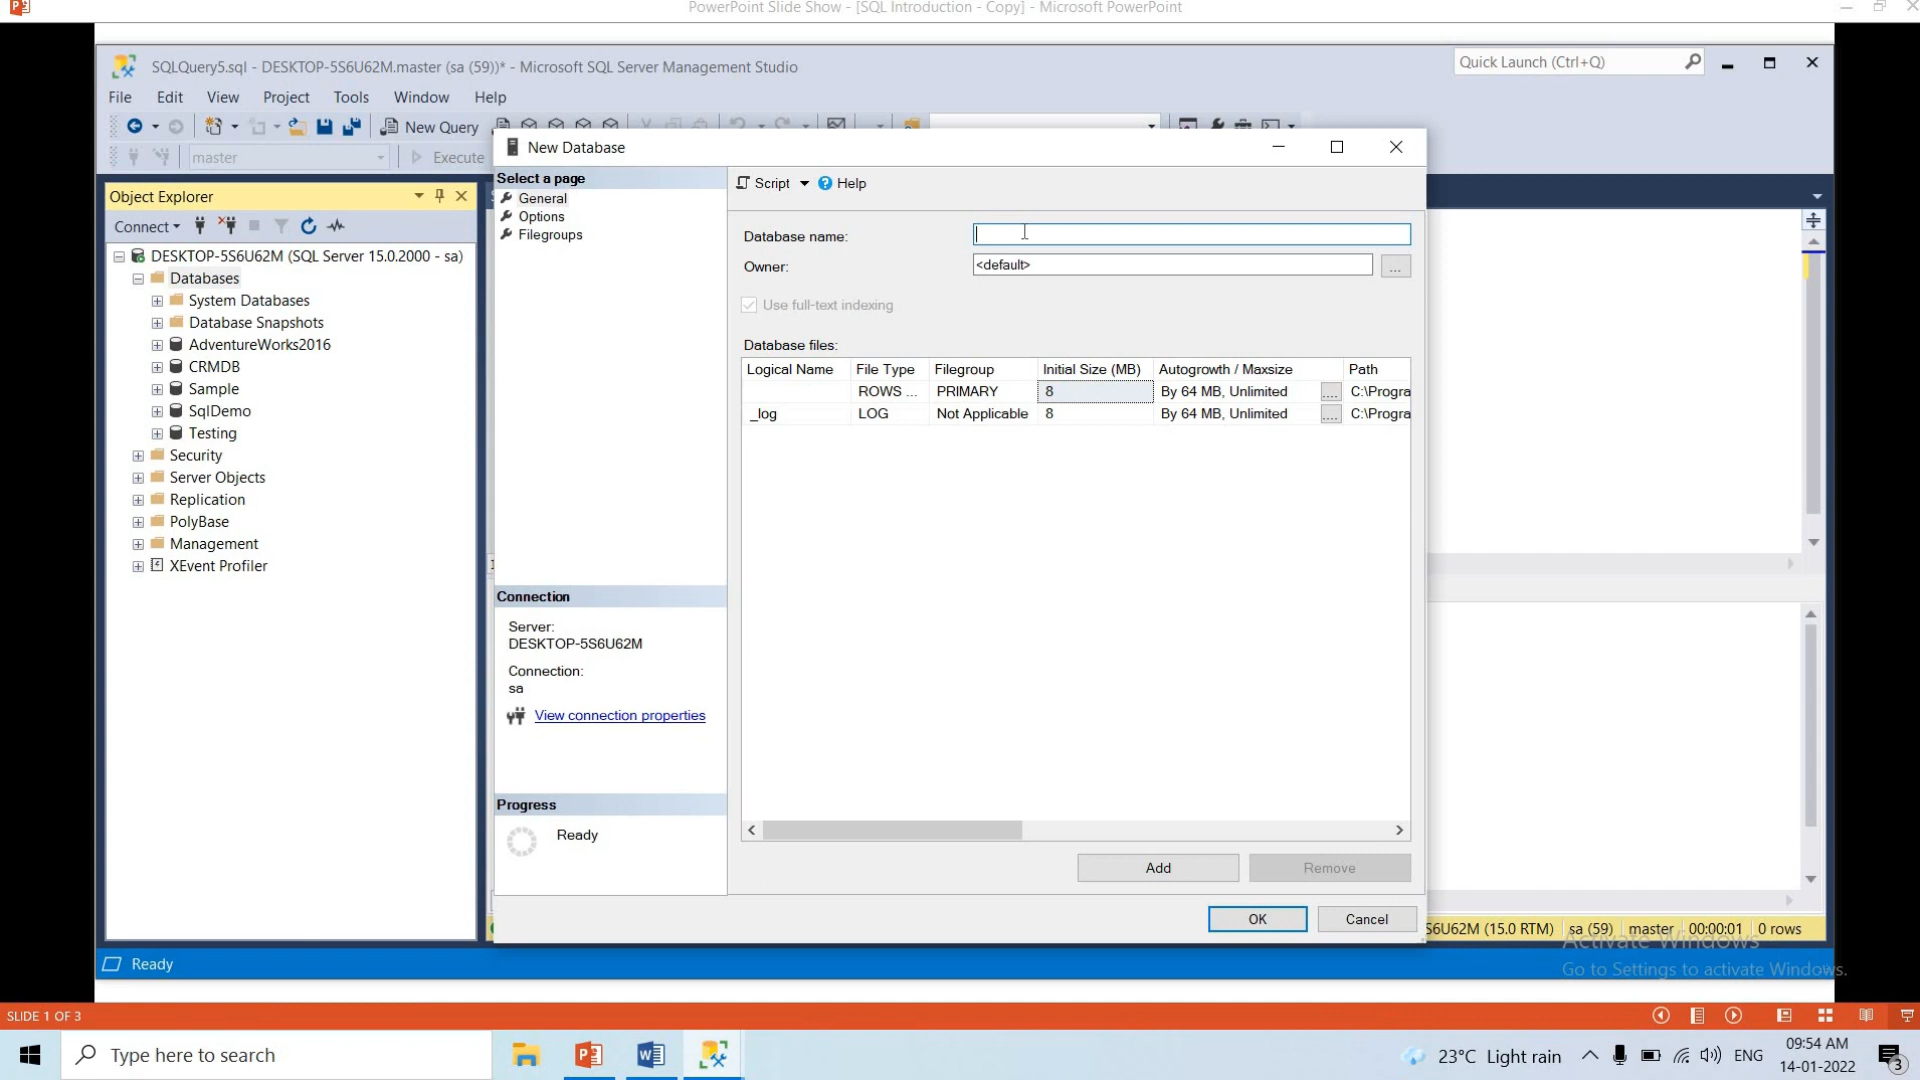 PowerPoint Slide Show - [SQL Introduction - Copy] - Microsoft PowerPoint
SQLQuery5.sql - DESKTOP-5S6U62M.master (sa (59))* - Microsoft SQL Server Management Studio
Quick Launch (Ctrl+Q)
File Edit View Project Tools Window Help
New Query
master
Execute
Object Explorer
Connect
DESKTOP-5S6U62M (SQL Server 15.0.2000 - sa)
Databases
System Databases
Database Snapshots
AdventureWorks2016
CRMDB
Sample
SqlDemo
Testing
Security
Server Objects
Replication
PolyBase
Management
XEvent Profiler
New Database
Select a page
General
Options
Filegroups
Script Help
Database name:
Owner: <default> ...
Use full-text indexing
Database files:
Logical Name File Type Filegroup Initial Size (MB) Autogrowth / Maxsize Path
ROWS ... PRIMARY 8 By 64 MB, Unlimited ... C:\Progra
_log LOG Not Applicable 8 By 64 MB, Unlimited ... C:\Progra
Connection
Server:
DESKTOP-5S6U62M
Connection:
sa
View connection properties
Progress
Ready
Add Remove
OK Cancel
S6U62M (15.0 RTM) sa (59) master 00:00:01 0 rows
Activate Windows
Go to Settings to activate Windows.
Ready
SLIDE 1 OF 3
Type here to search
23°C Light rain
ENG
09:54 AM
14-01-2022
3